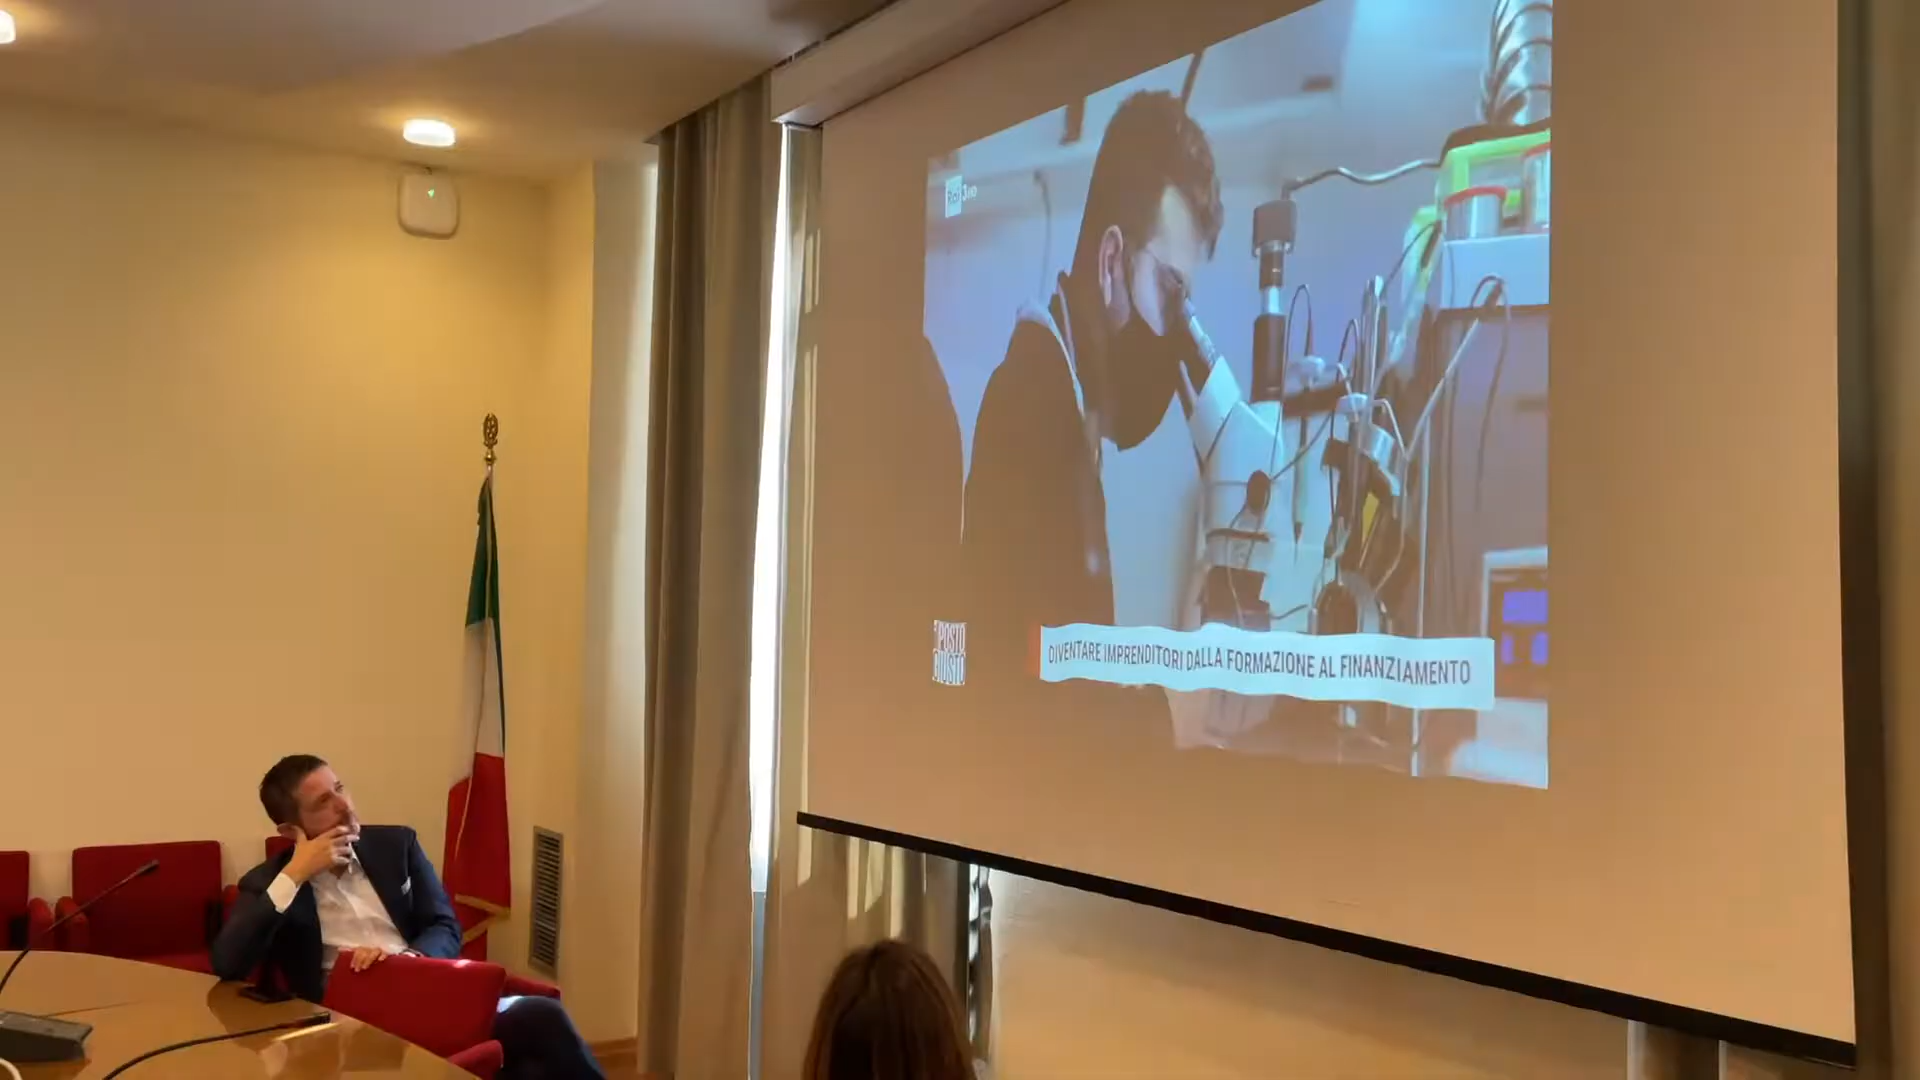 Rai 3
IL POSTO
GIUSTO
DIVENTARE IMPRENDITORI DALLA FORMAZIONE AL FINANZIAMENTO